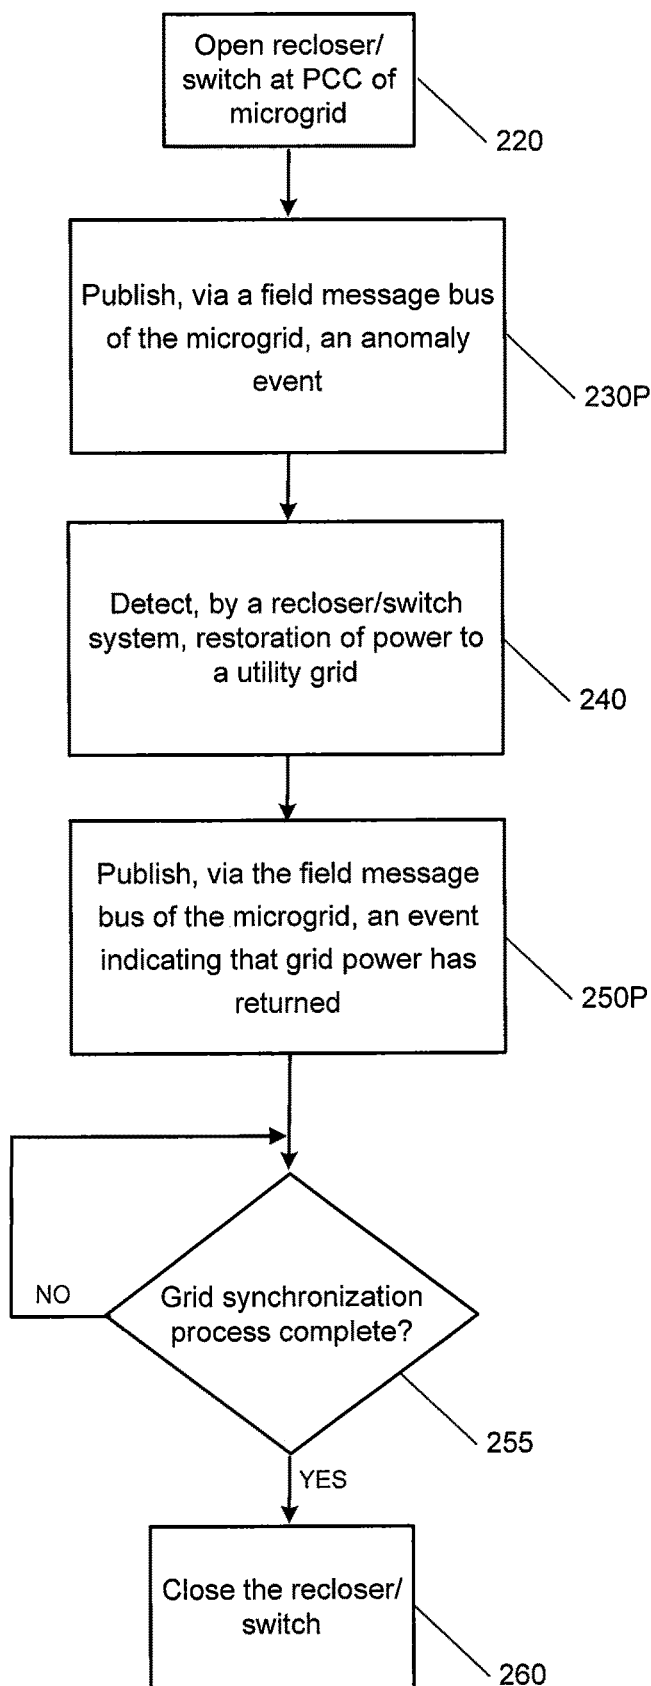 Open recloser/
switch at PCC of
microgrid
220
Publish, via a field message bus
of the microgrid, an anomaly
event
230P
Detect, by a recloser/switch
system, restoration of power to
a utility grid
240
Publish, via the field message
bus of the microgrid, an event
indicating that grid power has
returned
250P
NO
Grid synchronization
process complete?
255
YES
Close the recloser/
switch
260